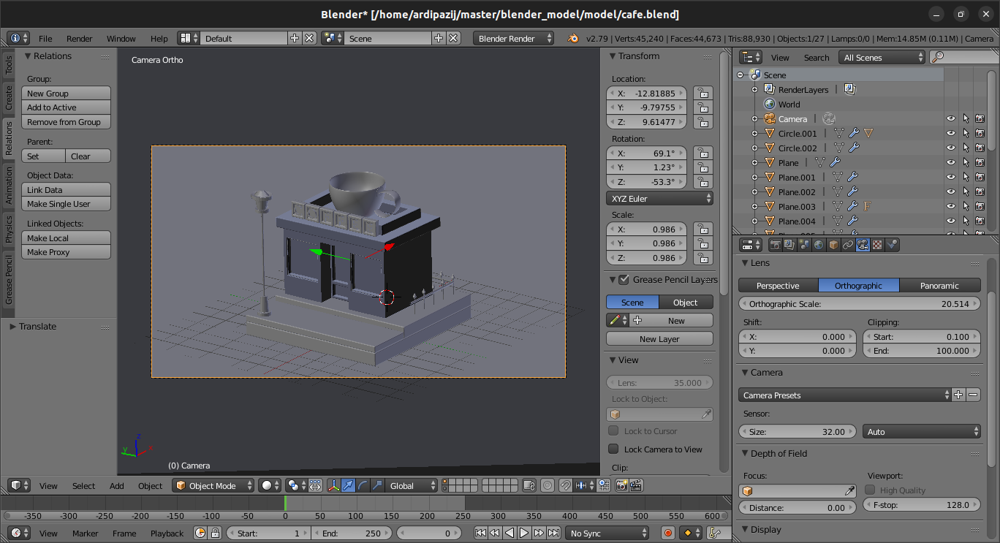 Blender* [/home/ardipazij/master/blender_model/model/cafe.blend]
File Render Window Help Default Scene Blender Render v2.79 | Verts:45,240 | Faces:44,673 | Tris:88,930 | Objects:1/27 | Lamps:0/0 | Mem:14.85M (0.11M) | Camera
Tools
Create
Relations
Animation
Physics
Grease Pencil
Relations
Group:
New Group
Add to Active
Remove from Group
Parent:
Set Clear
Object Data:
Link Data
Make Single User
Linked Objects:
Make Local
Make Proxy
Translate
Camera Ortho
z
y
x
(0) Camera
Transform
Location:
X: -12.81885
Y: -9.79755
Z: 9.61477
Rotation:
X: 69.1°
Y: 1.23°
Z: -53.3°
XYZ Euler
Scale:
X: 0.986
Y: 0.986
Z: 0.986
Grease Pencil Layers
Scene Object
New
New Layer
View
Lens: 35.000
Lock to Object:
Lock to Cursor
Lock Camera to View
Clip:
View Search All Scenes
Scene
RenderLayers |
World
Camera |
Circle.001 |
Circle.002 |
Plane |
Plane.001 |
Plane.002 |
Plane.003 |
Plane.004 |
Lens
Perspective Orthographic Panoramic
Orthographic Scale: 20.514
Shift: Clipping:
X: 0.000 Start: 0.100
Y: 0.000 End: 100.000
Camera
Camera Presets
Sensor:
Size: 32.00 Auto
Depth of Field
Focus: Viewport:
High Quality
Distance: 0.00 F-stop: 128.0
Display
View Select Add Object Object Mode Global
-350 -300 -250 -200 -150 -100 -50 0 50 100 150 200 250 300 350 400 450 500 550 600
View Marker Frame Playback Start: 1 End: 250 0 No Sync